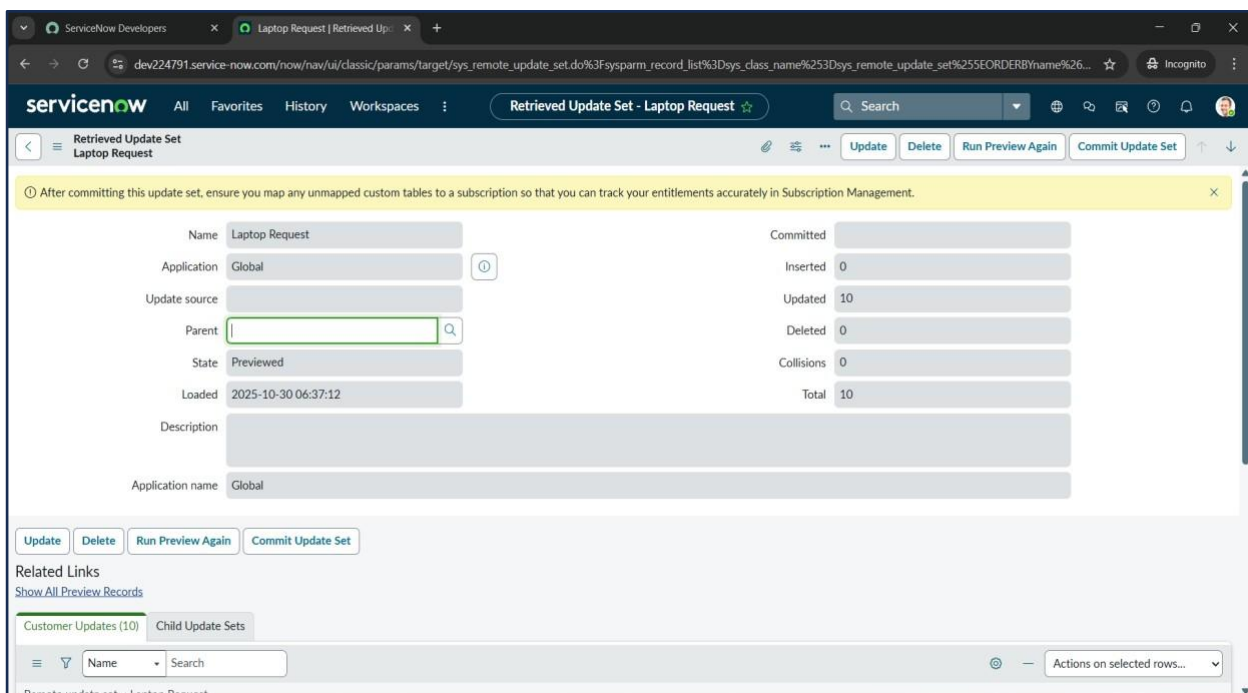 ServiceNow Developers
Laptop Request | Retrieved Upd
dev224791.service-now.com/now/nav/ui/classic/params/target/sys_remote_update_set.do%3Fsysparm_record_list%3Dsys_class_name%253Dsys_remote_update_set%255EORDERBYname%26... Incognito
servicenow All Favorites History Workspaces Retrieved Update Set - Laptop Request Search
Retrieved Update Set
Laptop Request
Update Delete Run Preview Again Commit Update Set
After committing this update set, ensure you map any unmapped custom tables to a subscription so that you can track your entitlements accurately in Subscription Management.
Name Laptop Request Committed
Application Global Inserted 0
Update source Updated 10
Parent Deleted 0
State Previewed Collisions 0
Loaded 2025-10-30 06:37:12 Total 10
Description
Application name Global
Update Delete Run Preview Again Commit Update Set
Related Links
Show All Preview Records
Customer Updates (10) Child Update Sets
Name Search Actions on selected rows...